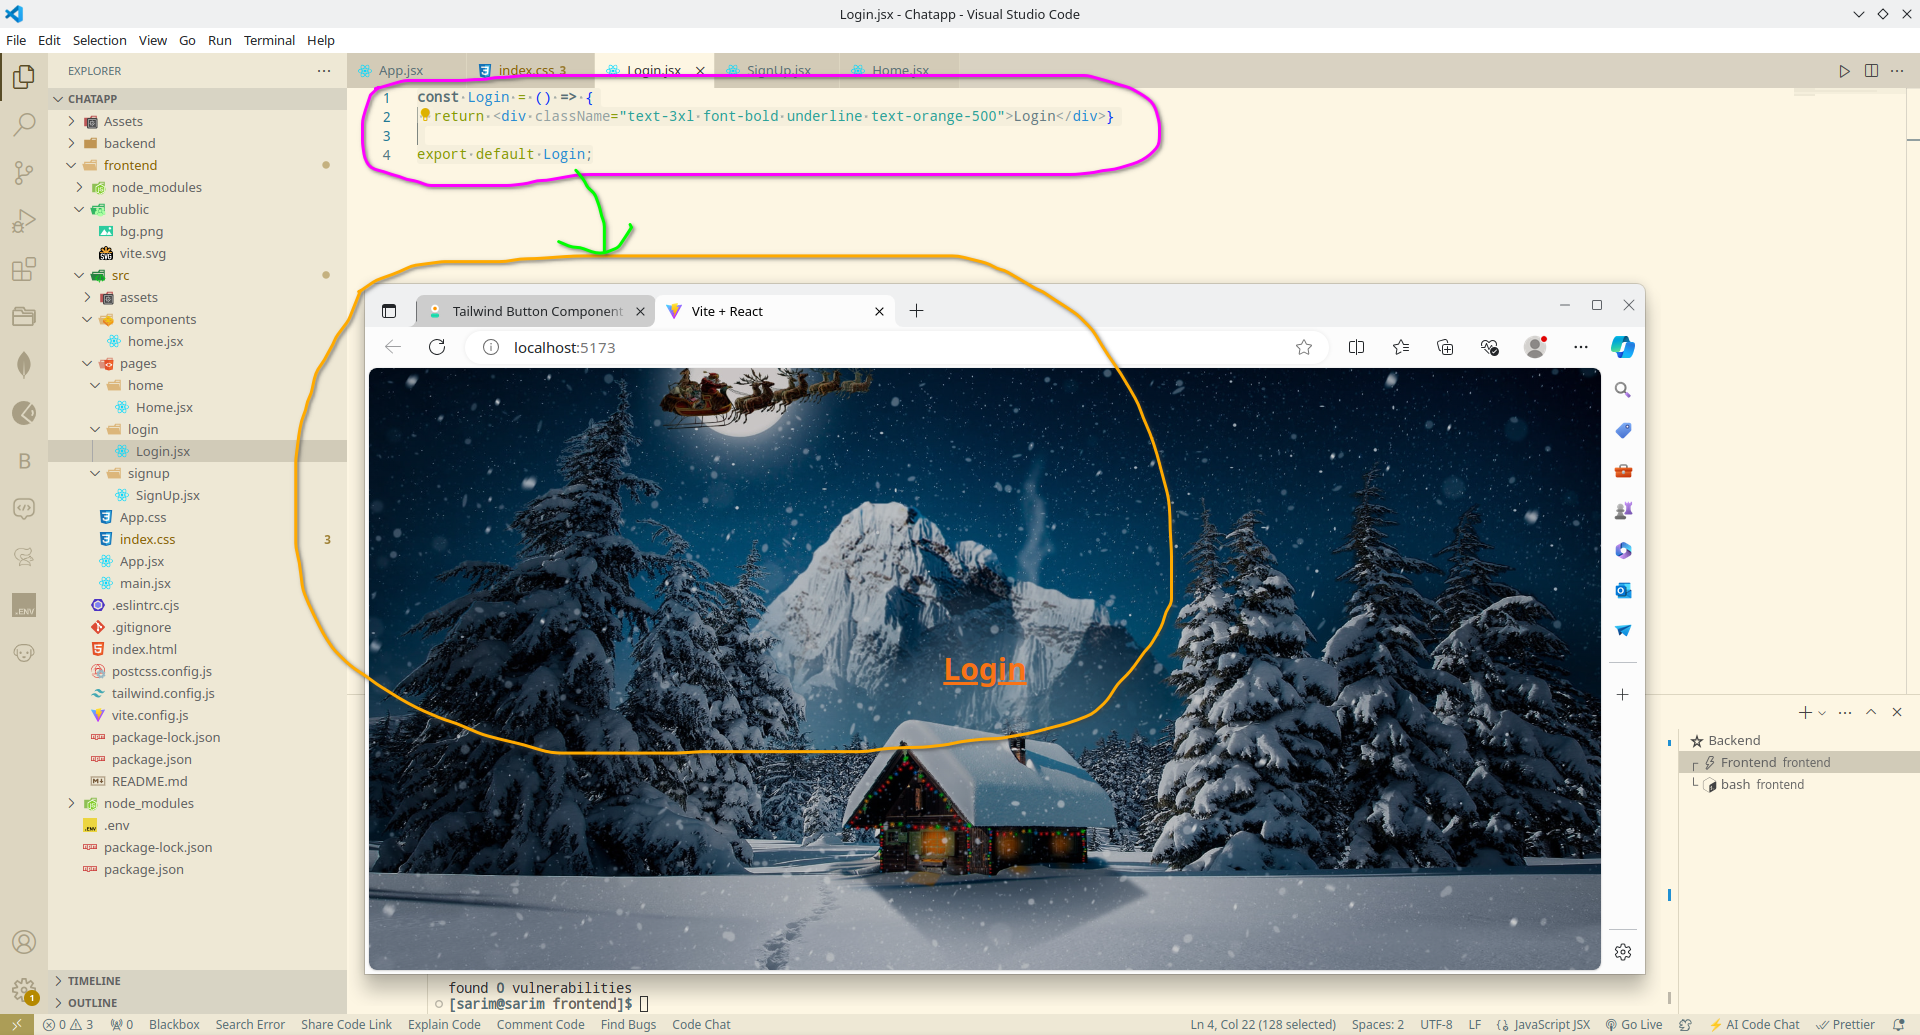 Login.jsx - Chatapp - Visual Studio Code
File Edit Selection View Go Run Terminal Help
EXPLORER
App.jsx index.css 3 Login.jsx SignUp.jsx Home.jsx
CHATAPP
Assets
backend
frontend
node_modules
public
bg.png
vite.svg
src
assets
components
home.jsx
pages
home
Home.jsx
login
Login.jsx
signup
SignUp.jsx
App.css
index.css 3
App.jsx
main.jsx
.eslintrc.cjs
.gitignore
index.html
postcss.config.js
tailwind.config.js
vite.config.js
package-lock.json
package.json
README.md
node_modules
.env
package-lock.json
package.json
TIMELINE
OUTLINE
1 const Login = () => {
2 return <div className="text-3xl font-bold underline text-orange-500">Login</div>}
3
4 export default Login;
Tailwind Button Component
Vite + React
localhost:5173
Login
Backend
Frontend frontend
bash frontend
found 0 vulnerabilities
[sarim@sarim frontend]$
B
.ENV
1
0 3 0 Blackbox Search Error Share Code Link Explain Code Comment Code Find Bugs Code Chat
Ln 4, Col 22 (128 selected) Spaces: 2 UTF-8 LF JavaScript JSX Go Live AI Code Chat Prettier